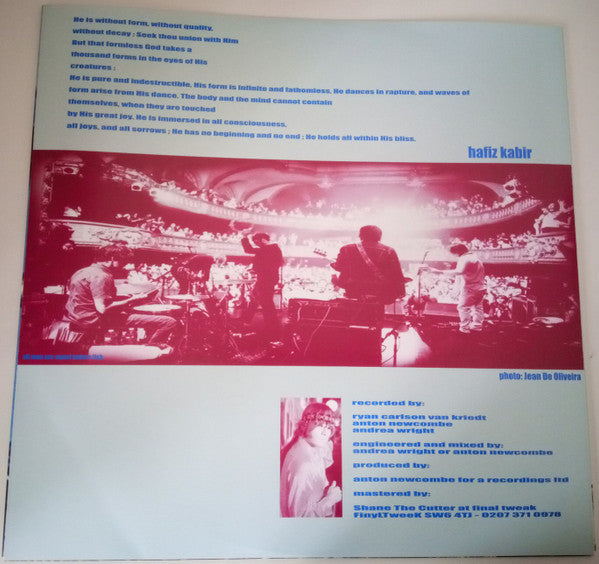 He is without form, without quality,
without decay : Seek thou union with Him
But that formless God takes a
thousand forms in the eyes of His
creatures :
He is pure and indestructible, His form is infinite and fathomless, He dances in rapture, and waves of
form arise from His dance, The body and the mind cannot contain
themselves, when they are touched
by His great joy. He is immersed in all consciousness,
all joys, and all sorrows ; He has no beginning and no end ; He holds all within His bliss.
hafiz kabir
photo: Jean De Oliveira
recorded by:
ryan carlson van kriedt
anton newcombe
andrea wright
engineered and mixed by:
andrea wright or anton newcombe
produced by:
anton newcombe for a recordings ltd
mastered by:
Shane The Cutter at final tweak
FinyLTweeK SW6 4TJ - 0207 371 0978